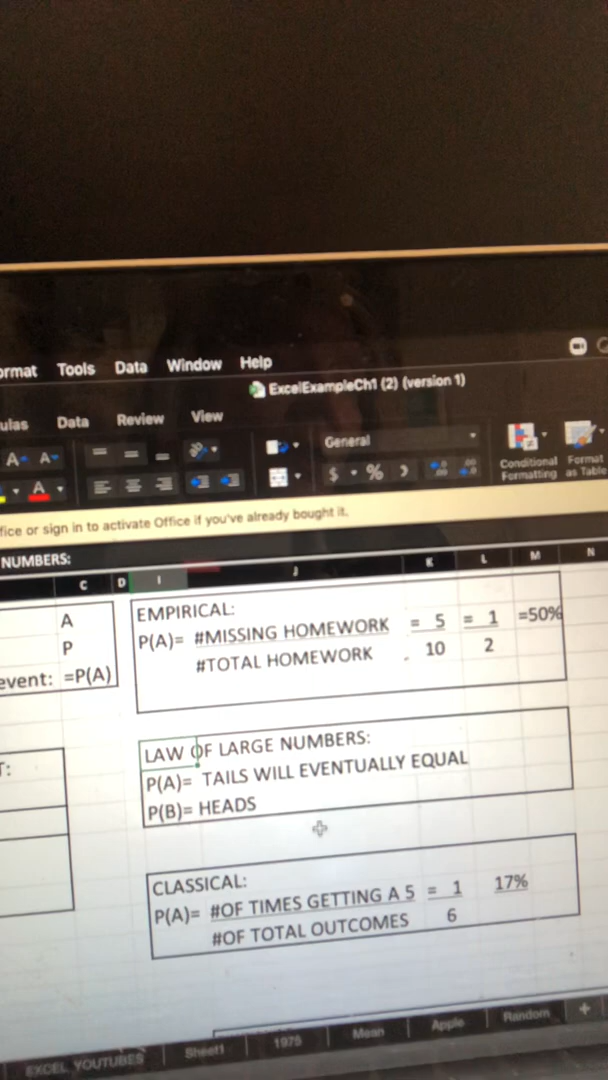 ormat Tools Data Window Help
ExcelExampleCh1 (2) (version 1)
ulas Data Review View
A A General
A $ % Conditional Formatting Format as Table
fice or sign in to activate Office if you've already bought it.
NUMBERS:
C D I J K L M N
A
P
event: =P(A)
EMPIRICAL:
P(A)= #MISSING HOMEWORK = 5 = 1 =50%
#TOTAL HOMEWORK 10 2
T:
LAW OF LARGE NUMBERS:
P(A)= TAILS WILL EVENTUALLY EQUAL
P(B)= HEADS
CLASSICAL:
P(A)= #OF TIMES GETTING A 5 = 1 17%
#OF TOTAL OUTCOMES 6
EXCEL YOUTUBES Sheet1 1975 Mean Apple Random +